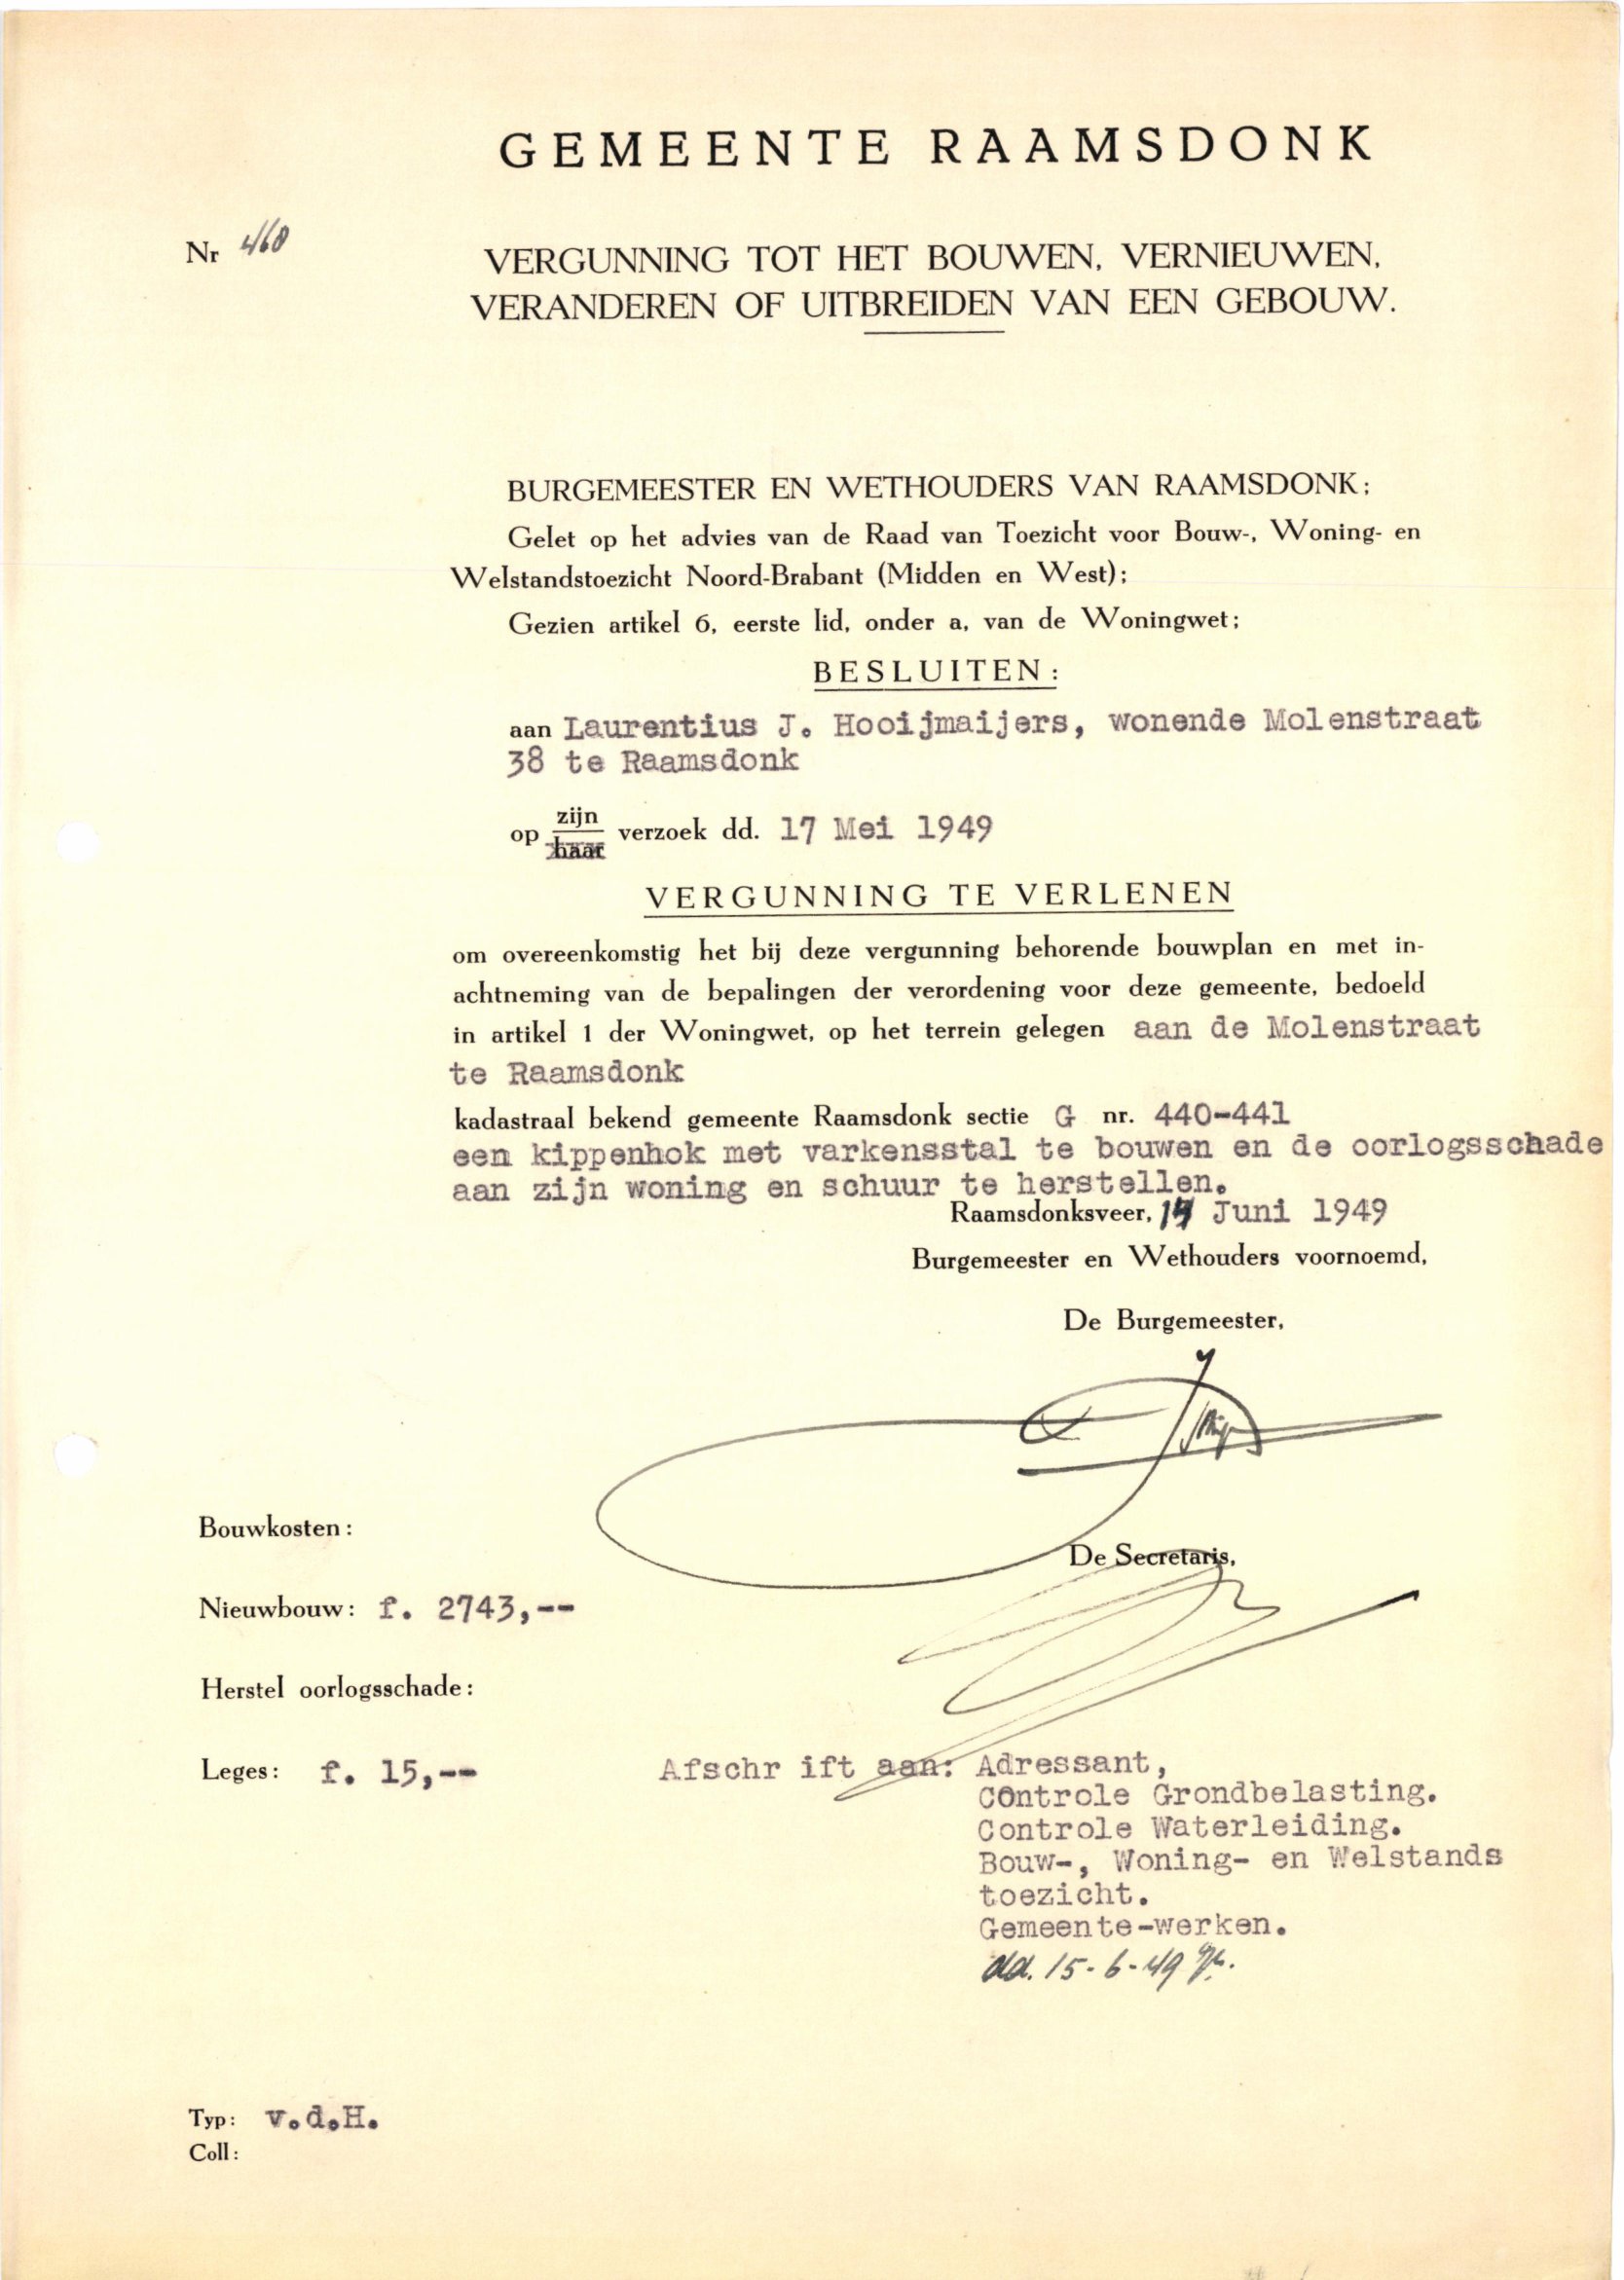 GEMEENTE RAAMSDONK
Nr 460
VERGUNNING TOT HET BOUWEN, VERNIEUWEN,
VERANDEREN OF UITBREIDEN VAN EEN GEBOUW.
BURGEMEESTER EN WETHOUDERS VAN RAAMSDONK;
Gelet op het advies van de Raad van Toezicht voor Bouw-, Woning- en
Welstandstoezicht Noord-Brabant (Midden en West);
Gezien artikel 6, eerste lid, onder a, van de Woningwet;
BESLUITEN:
aan Laurentius J. Hooijmaijers, wonende Molenstraat
38 te Raamsdonk
op zijn haar verzoek dd. 17 Mei 1949
VERGUNNING TE VERLENEN
om overeenkomstig het bij deze vergunning behorende bouwplan en met in-
achtneming van de bepalingen der verordening voor deze gemeente, bedoeld
in artikel 1 der Woningwet, op het terrein gelegen aan de Molenstraat
te Raamsdonk
kadastraal bekend gemeente Raamsdonk sectie G nr. 440-441
een kippenhok met varkensstal te bouwen en de oorlogsschade
aan zijn woning en schuur te herstellen.
Raamsdonksveer, Juni 1949
Burgemeester en Wethouders voornoemd,
De Burgemeester,
Bouwkosten:
De Secretaris,
Nieuwbouw: f. 2743,--
Herstel oorlogsschade:
Leges: f. 15,--
Afschr ift aan: Adressant,
COntrole Grondbelasting.
Controle Waterleiding.
Bouw-, Woning- en Welstands
toezicht.
Gemeente-werken.
dd. 15-6-49
Typ: v.d.H.
Coll: